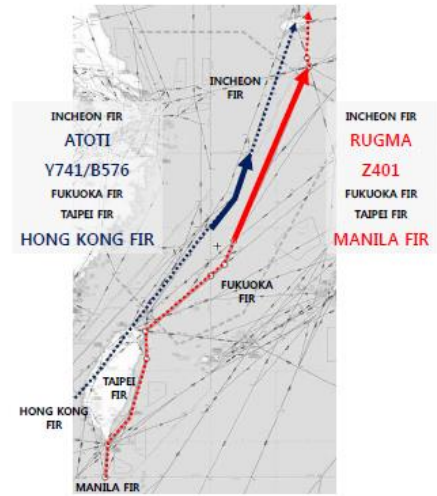 INCHEON
FIR
INCHEON FIR
ATOTI
Y741/B576
FUKUOKA FIR
TAIPEI FIR
HONG KONG FIR
INCHEON FIR
RUGMA
Z401
FUKUOKA FIR
TAIPEI FIR
MANILA FIR
FUKUOKA
FIR
TAIPEI
FIR
HONG KONG
FIR
MANILA FIR